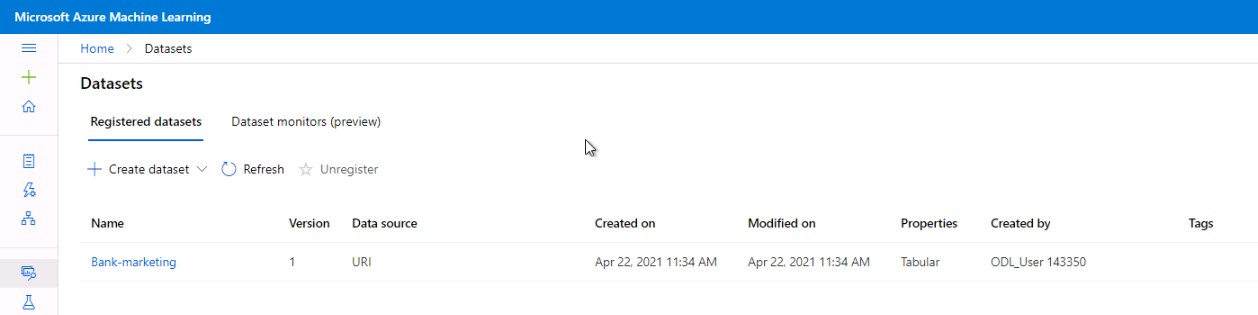 Microsoft Azure Machine Learning
Home > Datasets
Datasets
Registered datasets Dataset monitors (preview)
Create dataset Refresh Unregister
Name Version Data source Created on Modified on Properties Created by Tags
Bank-marketing 1 URI Apr 22, 2021 11:34 AM Apr 22, 2021 11:34 AM Tabular ODL_User 143350